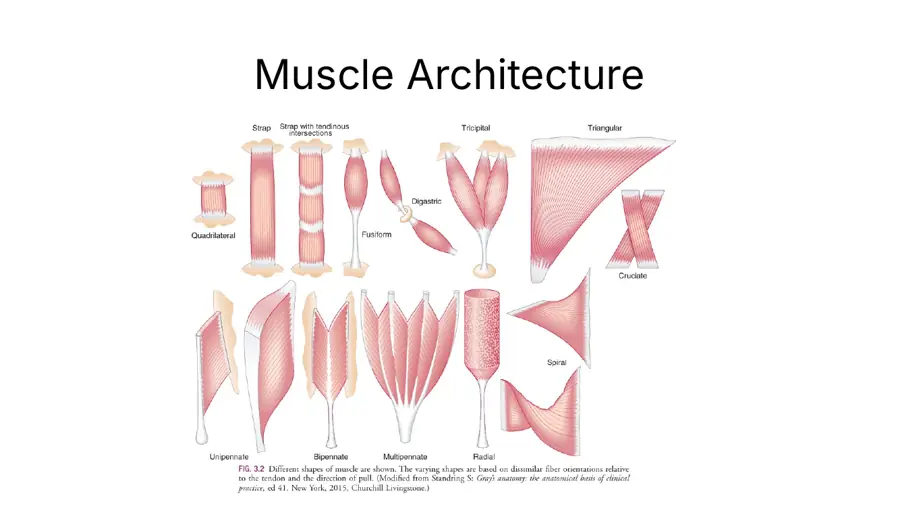 Muscle Architecture
Strap
Strap with tendinous
intersections
Tricipital
Triangular
Digastric
Quadrilateral
Fusiform
Cruciate
Spiral
Unipennate
Bipennate
Multipennate
Radial
FIG. 3.2 Different shapes of muscle are shown. The varying shapes are based on dissimilar fiber orientations relative
to the tendon and the direction of pull. (Modified from Standring S: Gray's anatomy: the anatomical basis of clinical
practice, ed 41. New York, 2015, Churchill Livingstone.)